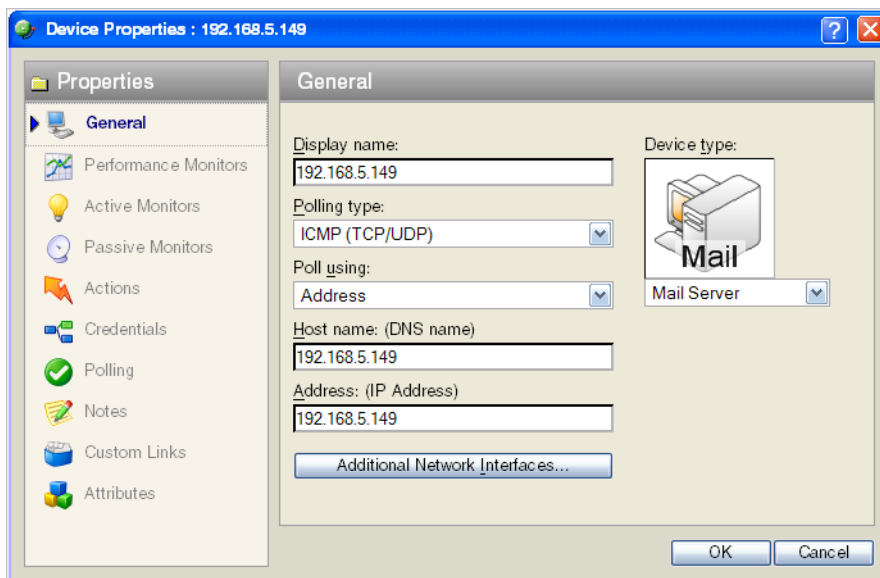 Device Properties : 192.168.5.149
Properties
General
Performance Monitors
Active Monitors
Passive Monitors
Actions
Credentials
Polling
Notes
Custom Links
Attributes
General
Display name:
192.168.5.149
Polling type:
ICMP (TCP/UDP)
Poll using:
Address
Host name: (DNS name)
192.168.5.149
Address: (IP Address)
192.168.5.149
Additional Network Interfaces...
Device type:
Mail
Mail Server
OK
Cancel